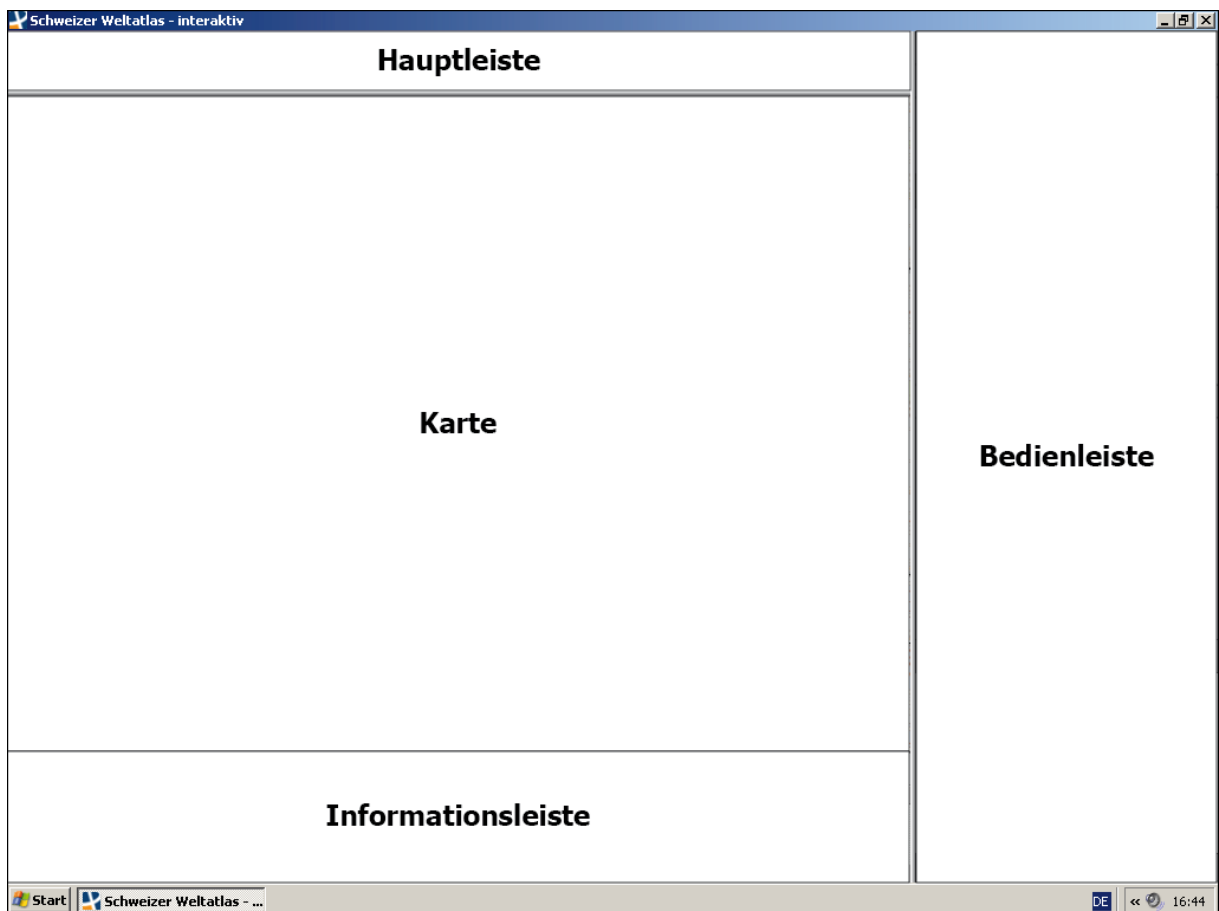 Schweizer Weltatlas - interaktiv
Hauptleiste
Karte
Bedienleiste
Informationsleiste
Start
Schweizer Weltatlas - ...
DE
« 16:44